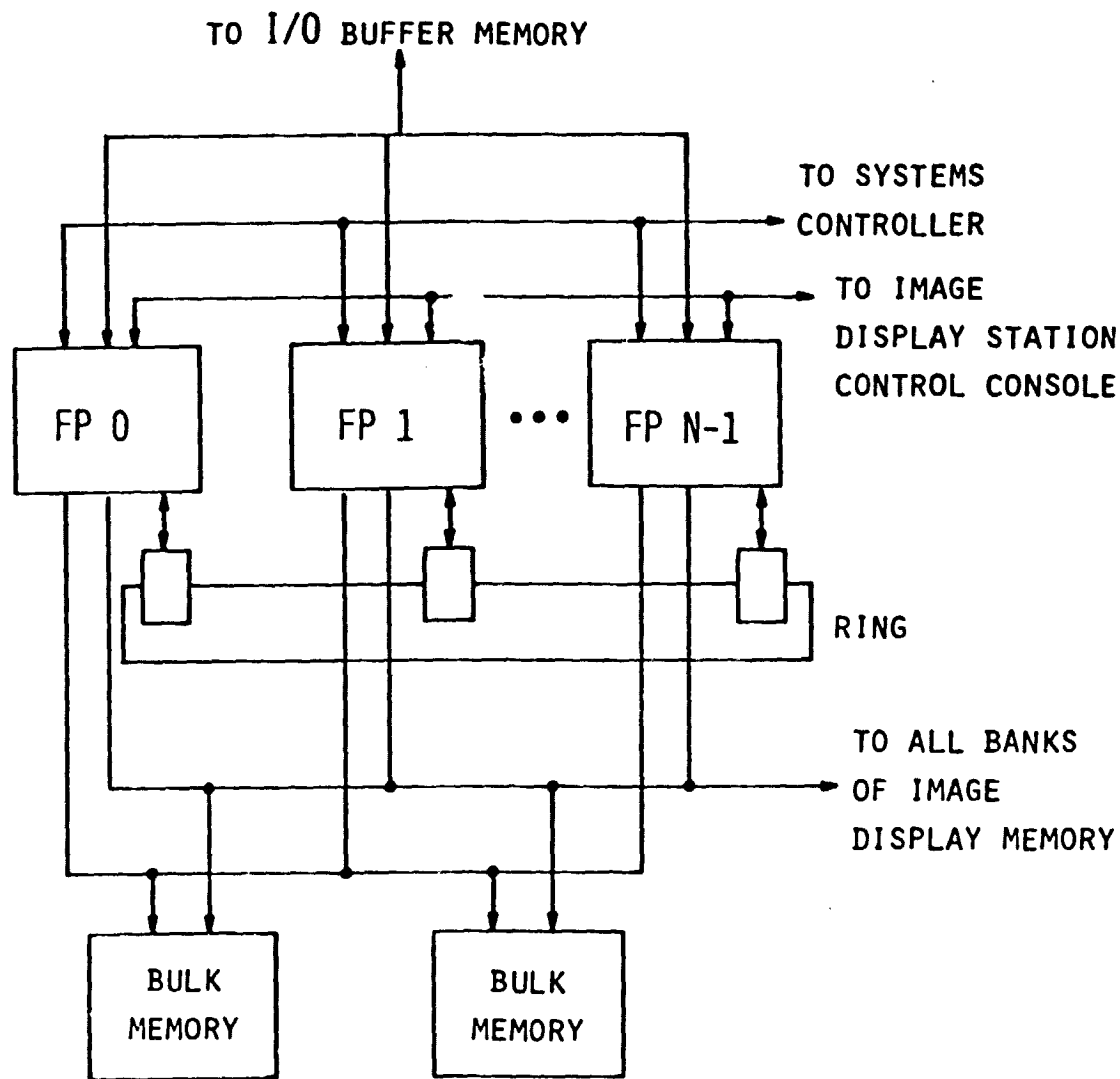 TO I/O BUFFER MEMORY
TO SYSTEMS
CONTROLLER
TO IMAGE
DISPLAY STATION
CONTROL CONSOLE
FP 0
FP 1
FP N-1
RING
TO ALL BANKS
OF IMAGE
DISPLAY MEMORY
BULK
MEMORY
BULK
MEMORY